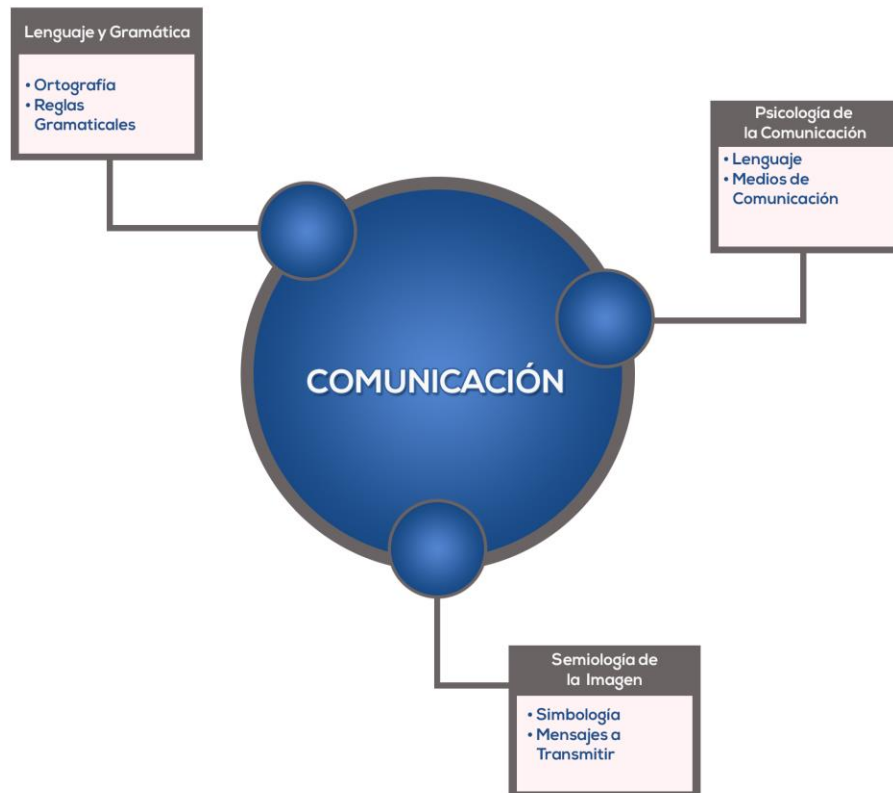 Lenguaje y Gramática
• Ortografía
• Reglas
Gramaticales
Psicología de
la Comunicación
• Lenguaje
• Medios de
Comunicación
COMUNICACIÓN
Semiología de
la Imagen
• Simbología
• Mensajes a
Transmitir